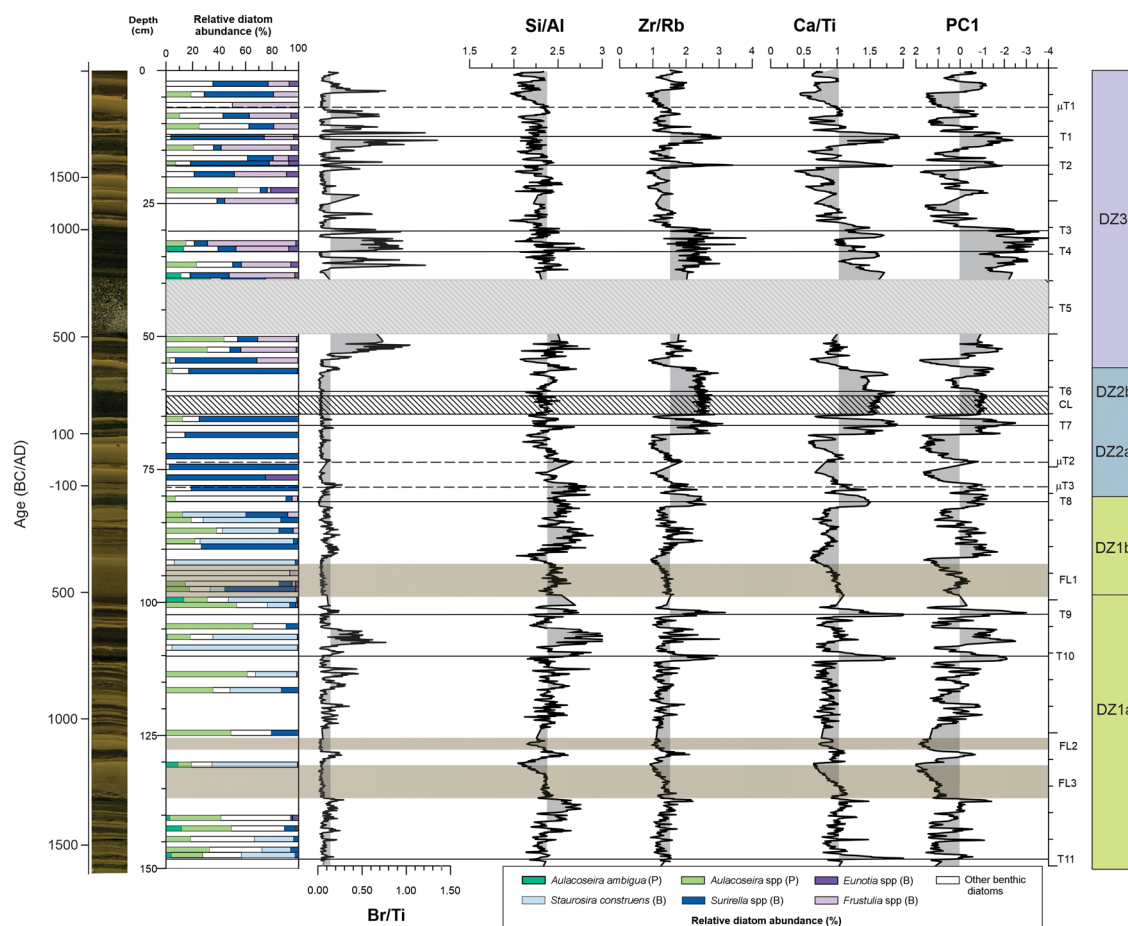 Depth
(cm)
Relative diatom
abundance (%)
Si/Al
Zr/Rb
Ca/Ti
PC1
0 20 40 60 80 100
1.5 2 2.5 3
0 1 2 3 4
0 0.5 1 1.5 2
2 1 0 -1 -2 -3 -4
0
25
50
75
100
125
150
Age (BC/AD)
1500
1000
500
100
-100
500
1000
1500
μT1
T1
T2
T3
T4
T5
T6
CL
T7
μT2
μT3
T8
FL1
T9
T10
FL2
FL3
T11
DZ3
DZ2b
DZ2a
DZ1b
DZ1a
0.00 0.50 1.00 1.50
Br/Ti
Aulacoseira ambigua (P)
Aulacoseira spp (P)
Eunotia spp (B)
Other benthic
diatoms
Staurosira construens (B)
Surirella spp (B)
Frustulia spp (B)
Relative diatom abundance (%)